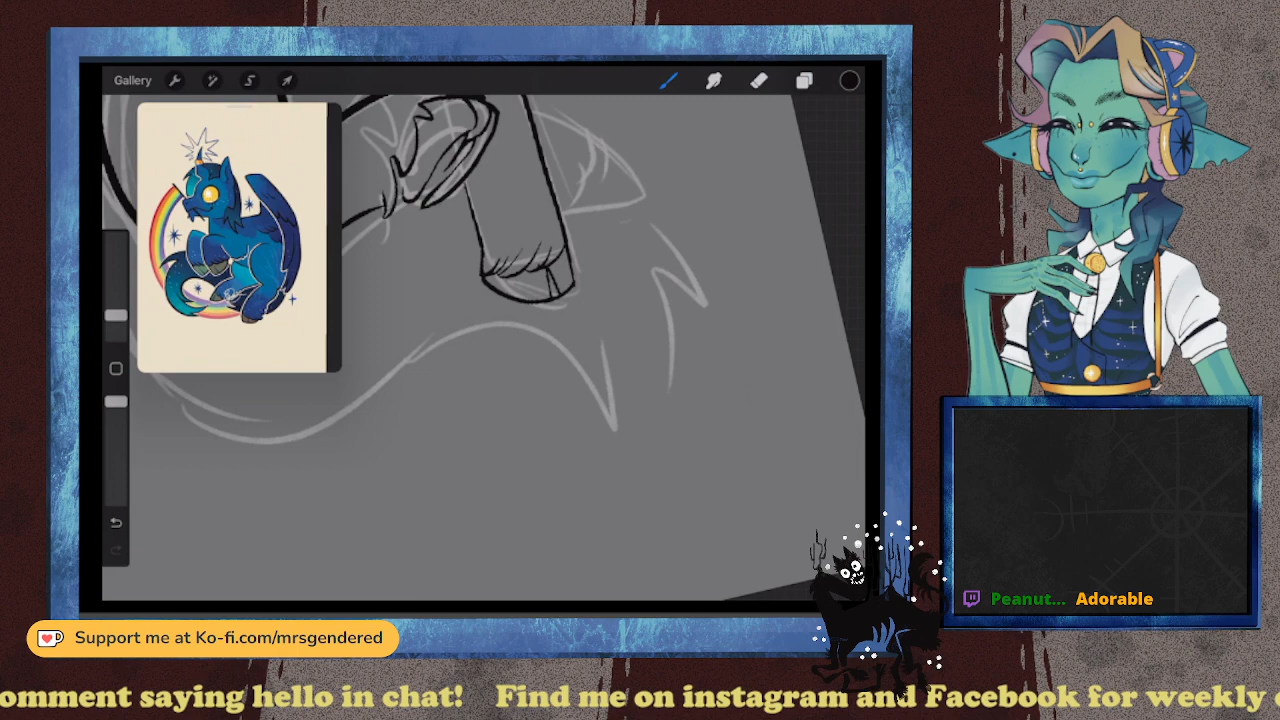 Gallery
Peanut... Adorable
Support me at Ko-fi.com/mrsgendered
omment saying hello in chat! Find me on instagram and Facebook for weekly